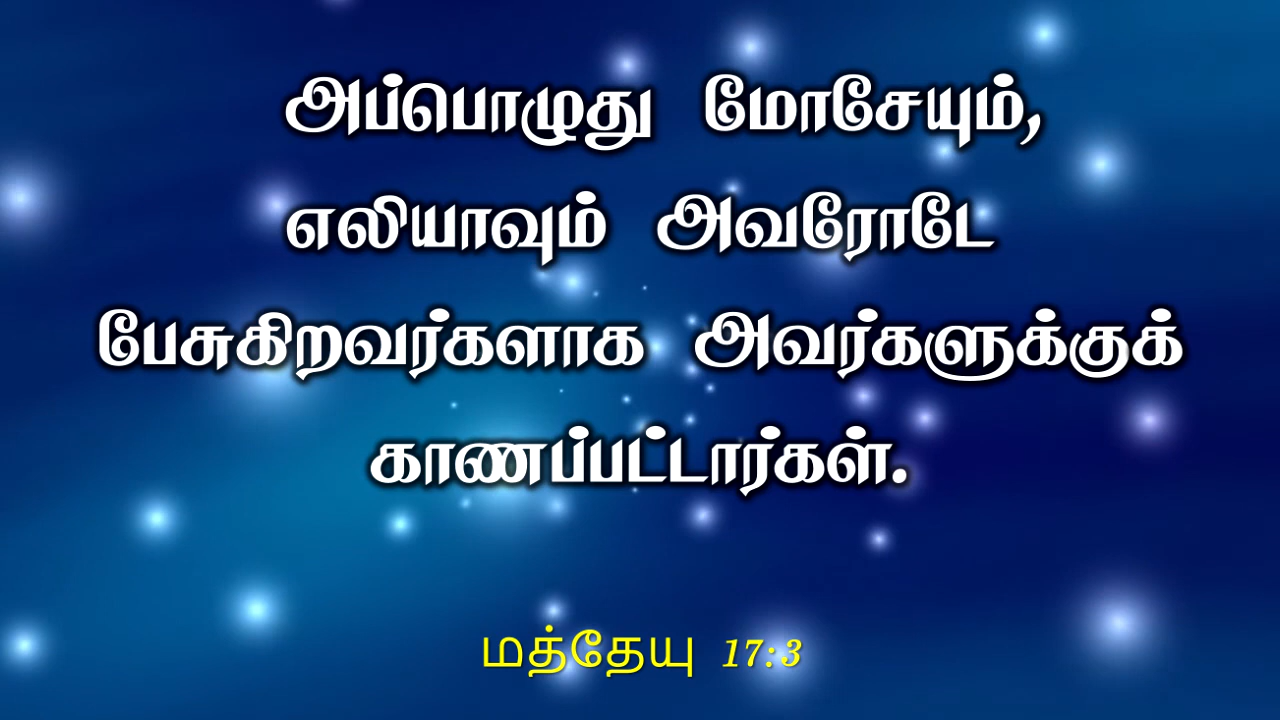 அப்பொழுது மோசேயும்,
எலியாவும் அவரோடே
பேசுகிறவர்களாக அவர்களுக்குக்
காணப்பட்டார்கள்.
மத்தேயு 17:3